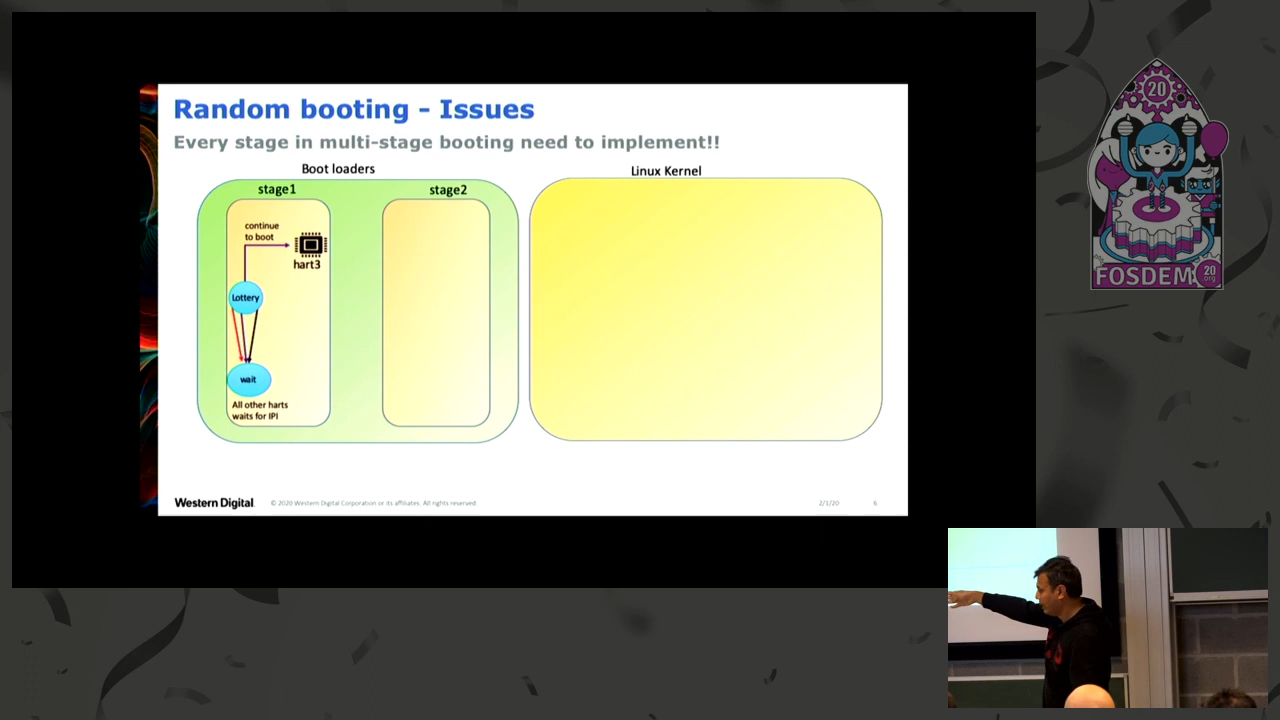 Random booting - Issues
Every stage in multi-stage booting need to implement!!
Boot loaders
Linux Kernel
stage1
stage2
continue
to boot
hart3
Lottery
wait
All other harts
waits for IPI
Western Digital
© 2020 Western Digital Corporation or its affiliates. All rights reserved.
2/1/20
6
20
FOSDEM
20
.org